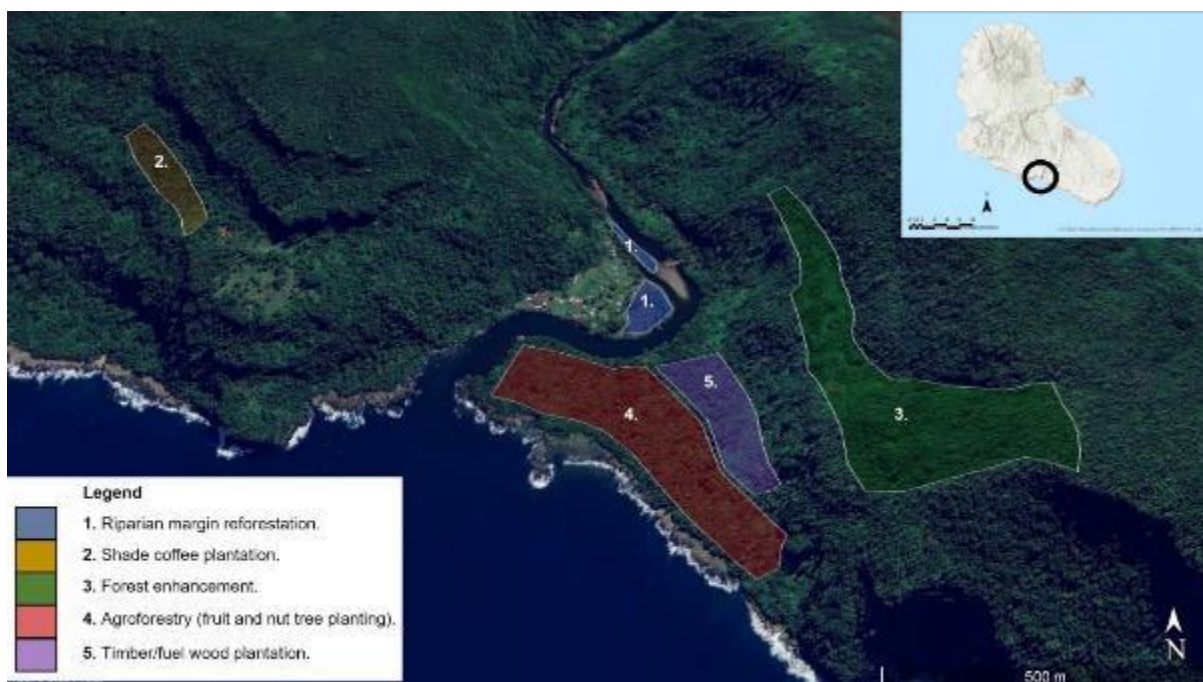 2.
1.
1.
5.
4.
3.
Legend
1. Riparian margin reforestation.
2. Shade coffee plantation.
3. Forest enhancement.
4. Agroforestry (fruit and nut tree planting).
5. Timber/fuel wood plantation.
N
500 m